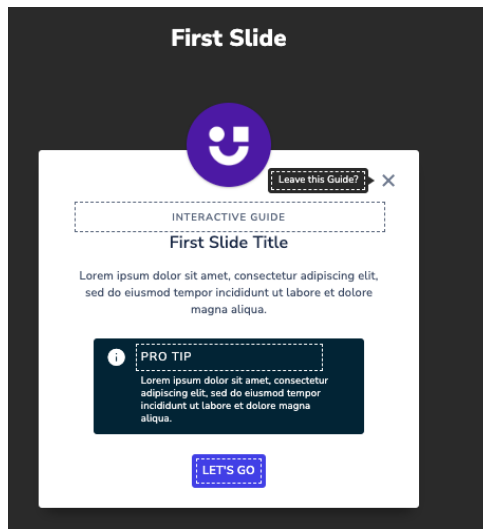 First Slide
Leave this Guide?
INTERACTIVE GUIDE
First Slide Title
Lorem ipsum dolor sit amet, consectetur adipiscing elit,
sed do eiusmod tempor incididunt ut labore et dolore
magna aliqua.
PRO TIP
Lorem ipsum dolor sit amet, consectetur
adipiscing elit, sed do eiusmod tempor
incididunt ut labore et dolore magna
aliqua.
LET'S GO